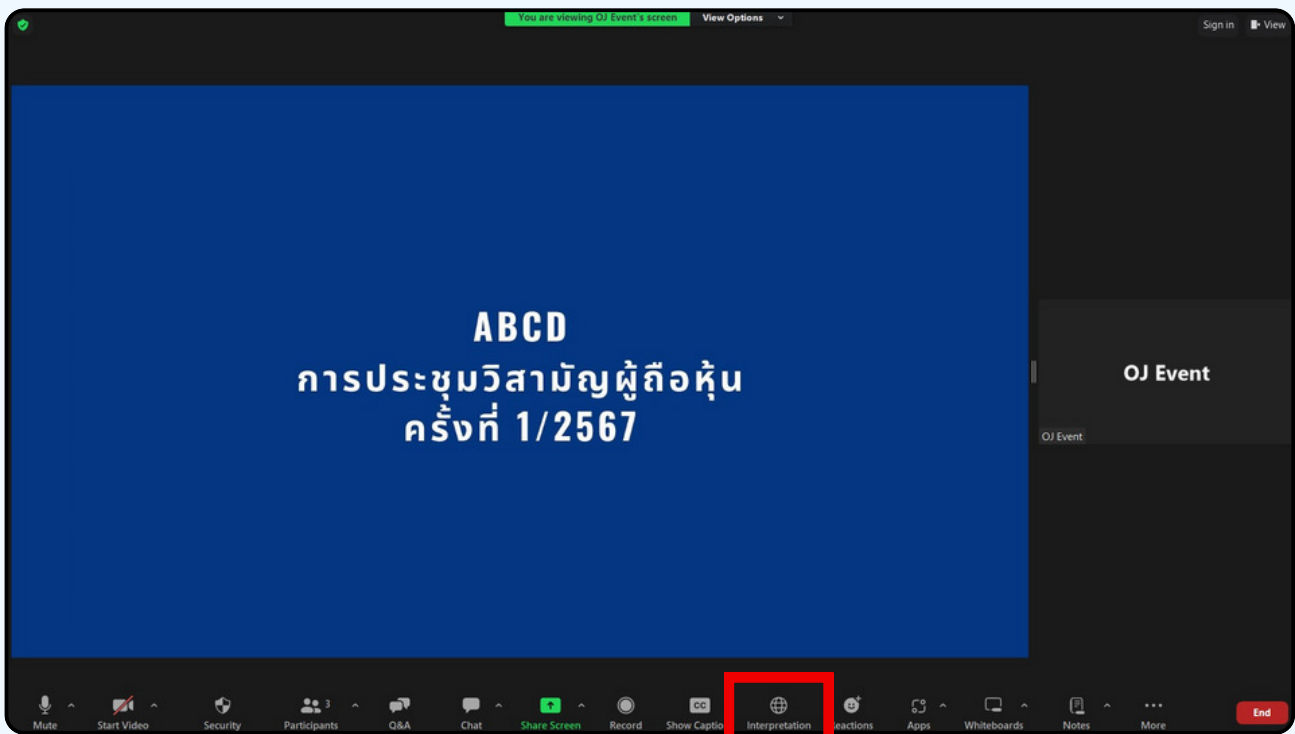 You are viewing OJ Event's screen View Options
Sign in View
ABCD
การประชุมวิสามัญผู้ถือหุ้น
ครั้งที่ 1/2567
OJ Event
OJ Event
3
CC
Mute Start Video Security Participants Q&A Chat Share Screen Record Show Captio Interpretation eactions Apps Whiteboards Notes More End